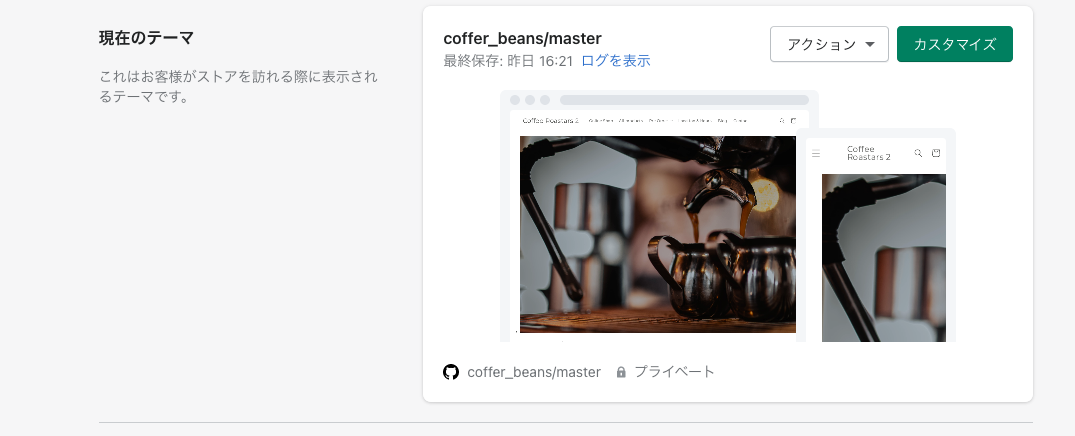 現在のテーマ
これはお客様がストアを訪れる際に表示され
るテーマです。
coffer_beans/master
最終保存: 昨日 16:21 ログを表示
アクション
カスタマイズ
Coffee Roastars 2
Blog
Coffee
Roastars 2
coffer_beans/master
プライベート